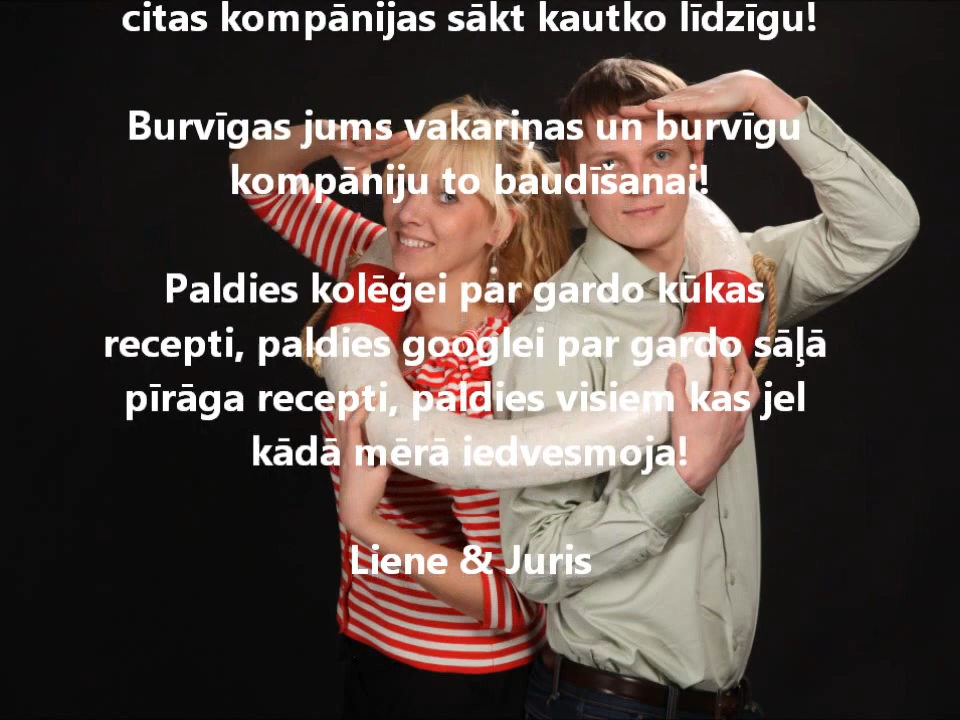 citas kompānijas sākt kautko līdzīgu!
Burvīgas jums vakariņas un burvīgu
kompāniju to baudīšanai!
Paldies kolēģei par gardo kūkas
recepti, paldies googlei par gardo sāļā
pīrāga recepti, paldies visiem kas jel
kādā mērā iedvesmoja!
Liene & Juris